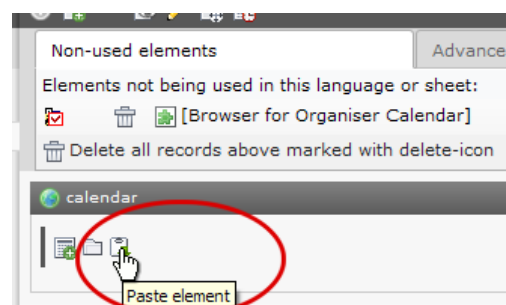 Non-used elements
Advance
Elements not being used in this language or sheet:
[Browser for Organiser Calendar]
Delete all records above marked with delete-icon
calendar
Paste element